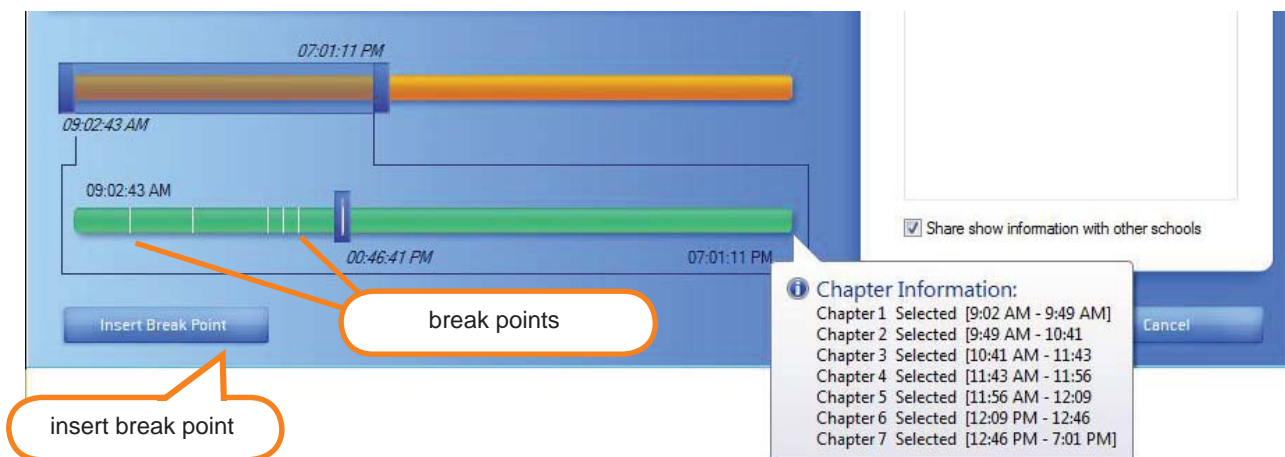 07:01:11 PM
09:02:43 AM
09:02:43 AM
00:46:41 PM
07:01:11 PM
Share show information with other schools
Insert Break Point
break points
insert break point
Chapter Information:
Chapter 1 Selected [9:02 AM - 9:49 AM]
Chapter 2 Selected [9:49 AM - 10:41
Chapter 3 Selected [10:41 AM - 11:43
Chapter 4 Selected [11:43 AM - 11:56
Chapter 5 Selected [11:56 AM - 12:09
Chapter 6 Selected [12:09 PM - 12:46
Chapter 7 Selected [12:46 PM - 7:01 PM]
Cancel